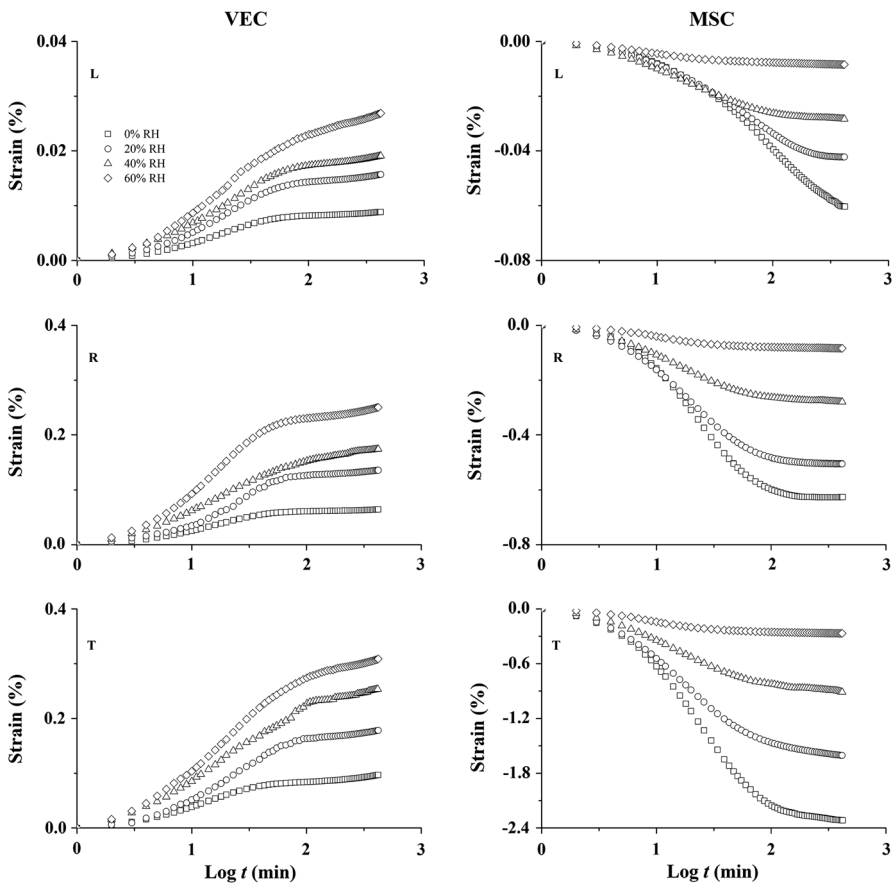 VEC
MSC
0.04
0.02
0.00
Strain (%)
L
0% RH
20% RH
40% RH
60% RH
0
1
2
3
0.00
-0.04
-0.08
Strain (%)
L
0
1
2
3
0.4
0.2
0.0
Strain (%)
R
0
1
2
3
0.0
-0.4
-0.8
Strain (%)
R
0
1
2
3
0.4
0.2
0.0
Strain (%)
T
0
1
2
3
Log t (min)
0.0
-0.6
-1.2
-1.8
-2.4
Strain (%)
T
0
1
2
3
Log t (min)